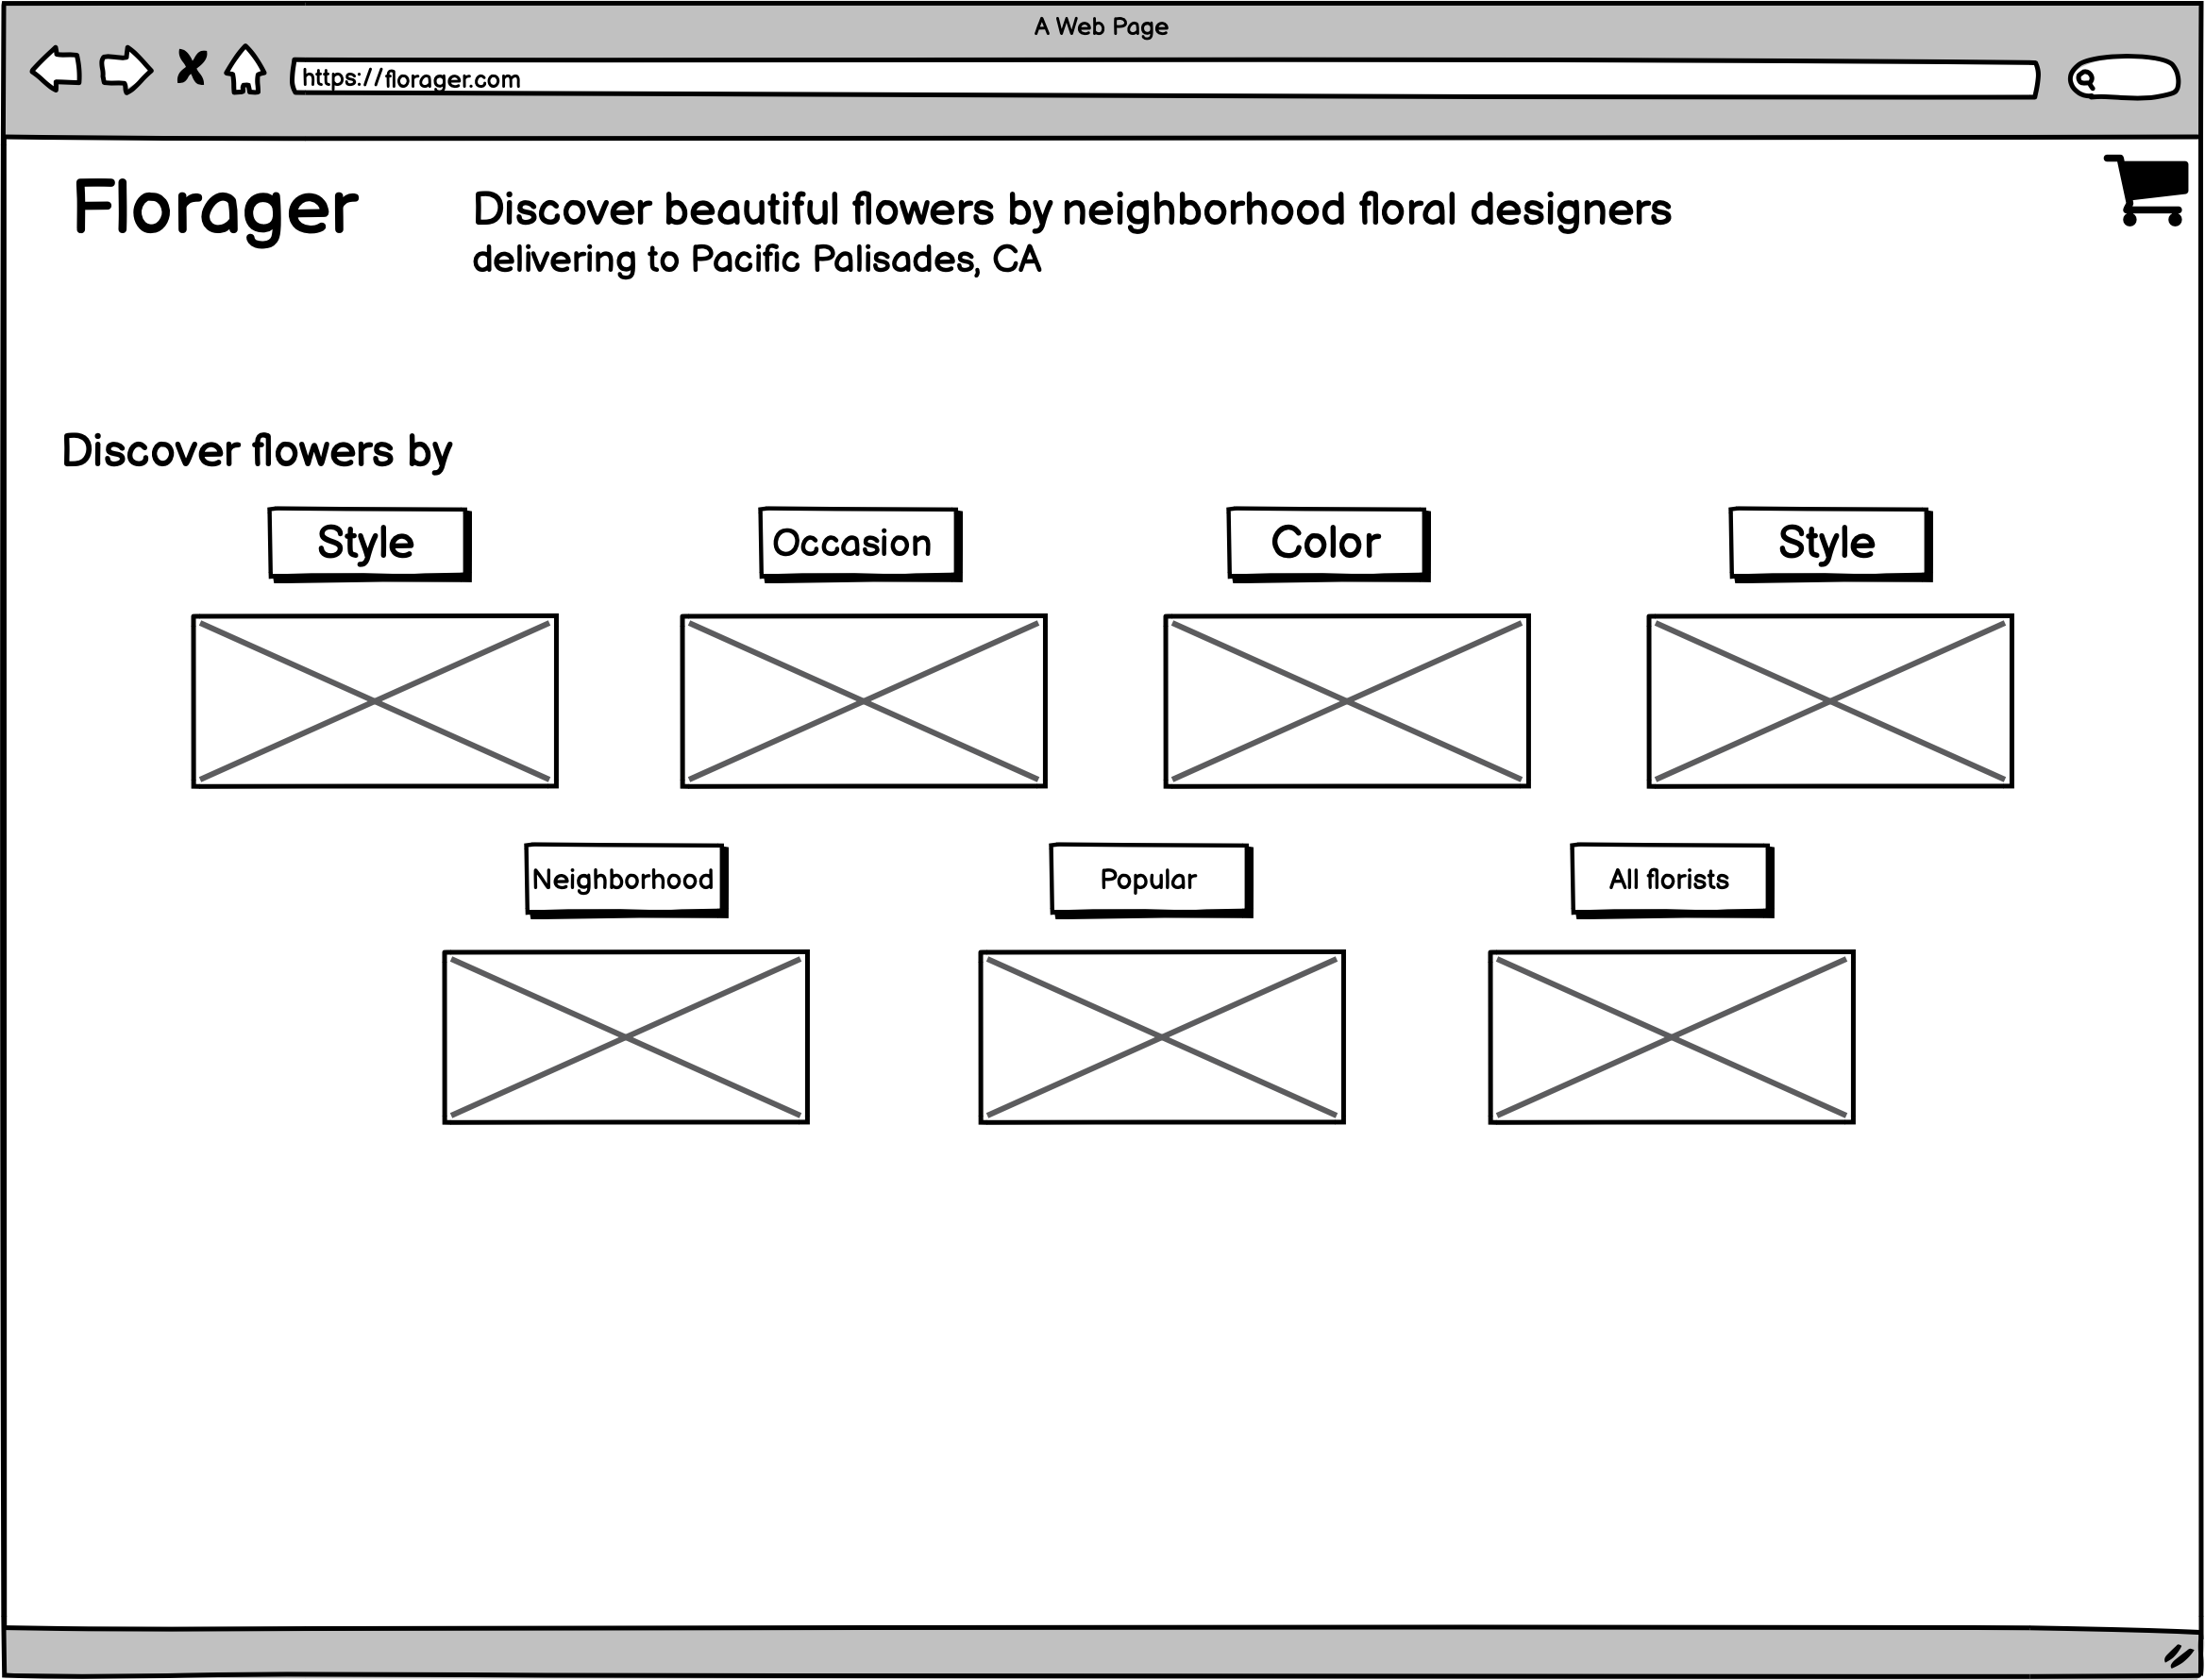 A Web Page
https://florager.com
Florager
Discover beautiful flowers by neighborhood floral designers
delivering to Pacific Palisades, CA
Discover flowers by
Style
Occasion
Color
Style
Neighborhood
Popular
All florists